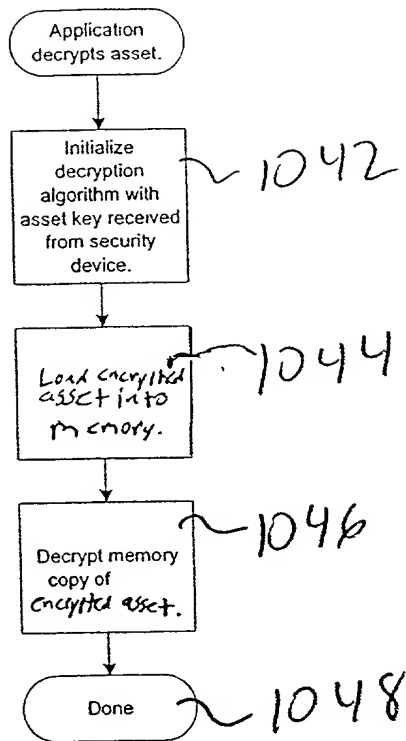 Application
decrypts asset.
Initialize
decryption
algorithm with
asset key received
from security
device.
1042
Load encrypted
asset into
memory.
1044
Decrypt memory
copy of
encrypted asset.
1046
Done
1048